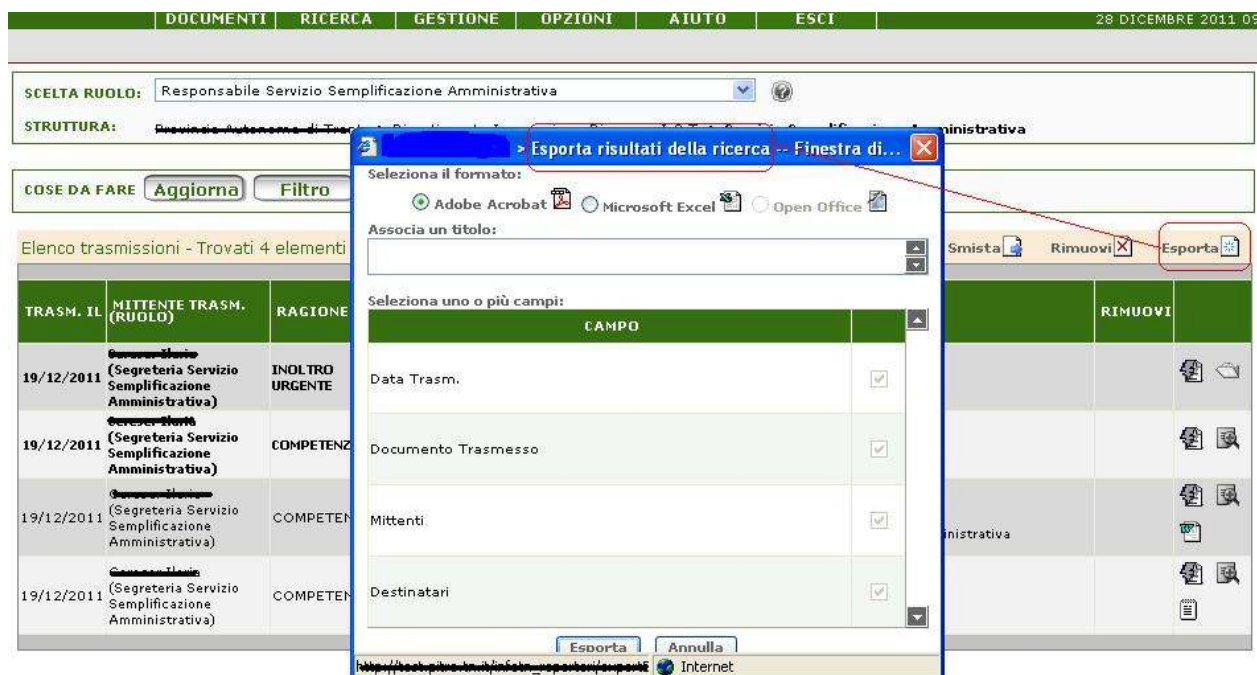 DOCUMENTI RICERCA GESTIONE OPZIONI AIUTO ESCI 28 DICEMBRE 2011 09
SCELTA RUOLO: Responsabile Servizio Semplificazione Amministrativa
STRUTTURA: ministrativa
> Esporta risultati della ricerca -- Finestra di...
COSE DA FARE Aggiorna Filtro
Seleziona il formato:
Adobe Acrobat Microsoft Excel Open Office
Associa un titolo:
Elenco trasmissioni - Trovati 4 elementi
Smista Rimuovi Esporta
Seleziona uno o più campi:
CAMPO
TRASM. IL MITTENTE TRASM. (RUOLO) RAGIONE RIMUOVI
19/12/2011 (Segreteria Servizio Semplificazione Amministrativa) INOLTRO URGENTE
Data Trasm.
19/12/2011 (Segreteria Servizio Semplificazione Amministrativa) COMPETENZ
Documento Trasmesso
19/12/2011 (Segreteria Servizio Semplificazione Amministrativa) COMPETEN
Mittenti
inistrativa
19/12/2011 (Segreteria Servizio Semplificazione Amministrativa) COMPETEN
Destinatari
Esporta Annulla
Internet